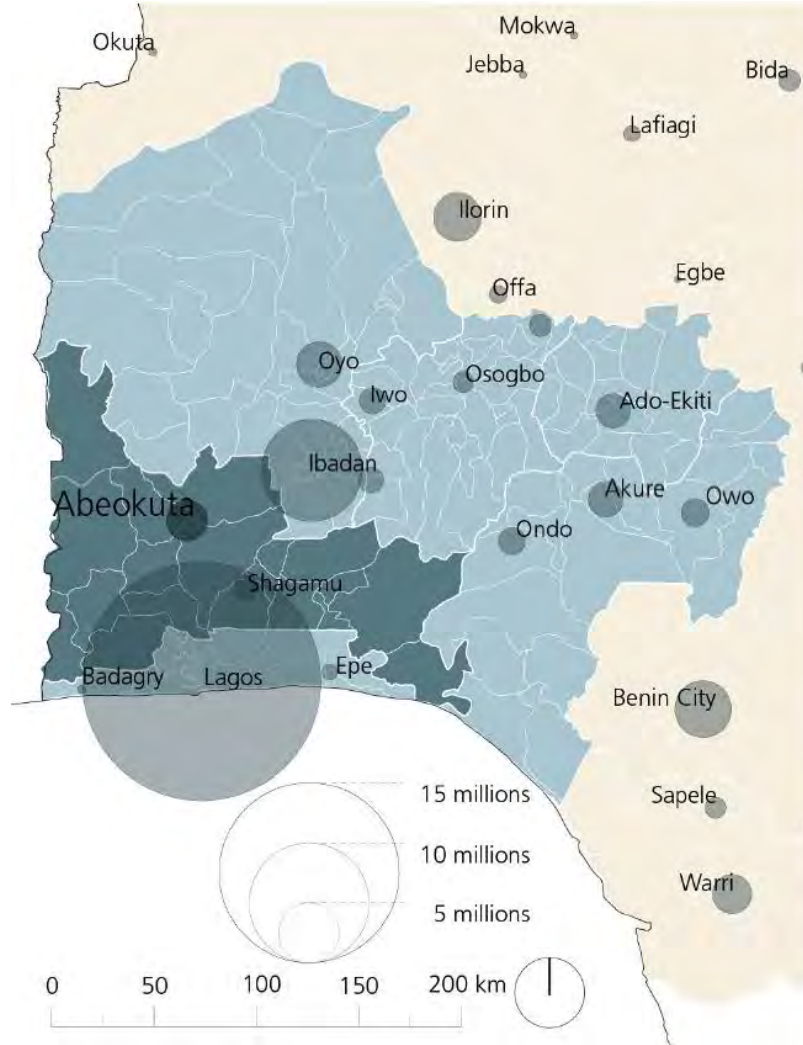 Mokwa
Okuta
Jebba
Bida
Lafiagi
Ilorin
Egbe
Offa
Oyo
Osogbo
Iwo
Ado-Ekiti
Ibadan
Akure
Owo
Abeokuta
Ondo
Shagamu
Epe
Badagry
Lagos
Benin City
15 millions
Sapele
10 millions
Warri
5 millions
0 50 100 150 200 km